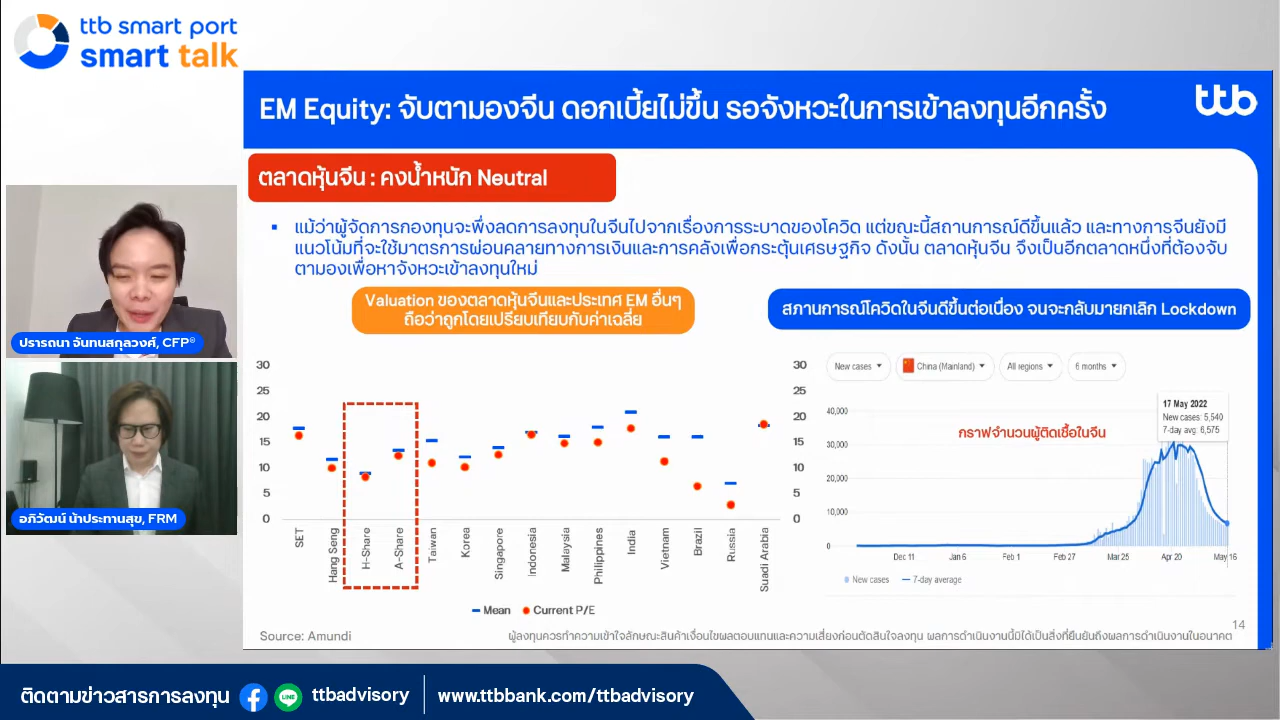 ttb smart port
smart talk
EM Equity: จับตามองจีน ดอกเบี้ยไม่ขึ้น รอจังหวะในการเข้าลงทุนอีกครั้ง
ttb
ตลาดหุ้นจีน : คงน้ำหนัก Neutral
▪ แม้ว่าผู้จัดการกองทุนจะพึ่งลดการลงทุนในจีนไปจากเรื่องการระบาดของโควิด แต่ขณะนี้สถานการณ์ดีขึ้นแล้ว และทางการจีนยังมี
แนวโน้มที่จะใช้มาตรการผ่อนคลายทางการเงินและการคลังเพื่อกระตุ้นเศรษฐกิจ ดังนั้น ตลาดหุ้นจีน จึงเป็นอีกตลาดหนึ่งที่ต้องจับ
ตามองเพื่อหาจังหวะเข้าลงทุนใหม่
Valuation ของตลาดหุ้นจีนและประเทศ EM อื่นๆ
ถือว่าถูกโดยเปรียบเทียบกับค่าเฉลี่ย
สถานการณ์โควิดในจีนดีขึ้นต่อเนื่อง จนจะกลับมายกเลิก Lockdown
30
25
20
15
10
5
0
30
25
20
15
10
5
0
SET
Hang Seng
H-Share
A-Share
Taiwan
Korea
Singapore
Indonesia
Malaysia
Philippines
India
Vietnam
Brazil
Russia
Suadi Arabia
Mean
Current P/E
New cases
China (Mainland)
All regions
6 months
17 May 2022
New cases: 5,540
7-day avg: 6,575
กราฟจำนวนผู้ติดเชื้อในจีน
40,000
30,000
20,000
10,000
0
Dec 11
Jan 6
Feb 1
Feb 27
Mar 25
Apr 20
May 16
New cases
7-day average
14
Source: Amundi
ผู้ลงทุนควรทำความเข้าใจลักษณะสินค้าเงื่อนไขผลตอบแทนและความเสี่ยงก่อนตัดสินใจลงทุน ผลการดำเนินงานนี้มิได้เป็นสิ่งที่ยืนยันถึงผลการดำเนินงานในอนาคต
ปรารถนา จันทนสกุลวงศ์, CFP®
อภิวัฒน์ น้าประทานสุข, FRM
ติดตามข่าวสารการลงทุน
LINE
ttbadvisory
www.ttbbank.com/ttbadvisory